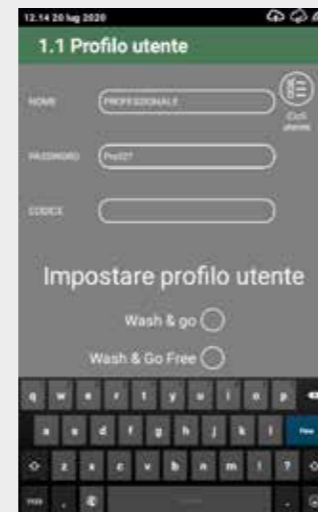 12.14 20 lug 2020
1.1 Profilo utente
NOME
PROFESSIONALE
Cicli
utente
PASSWORD
CODICE
Impostare profilo utente
Wash & go
Wash & Go Free
q w e r t y u i o p
a s d f g h j k l
z x c v b n m ! ?